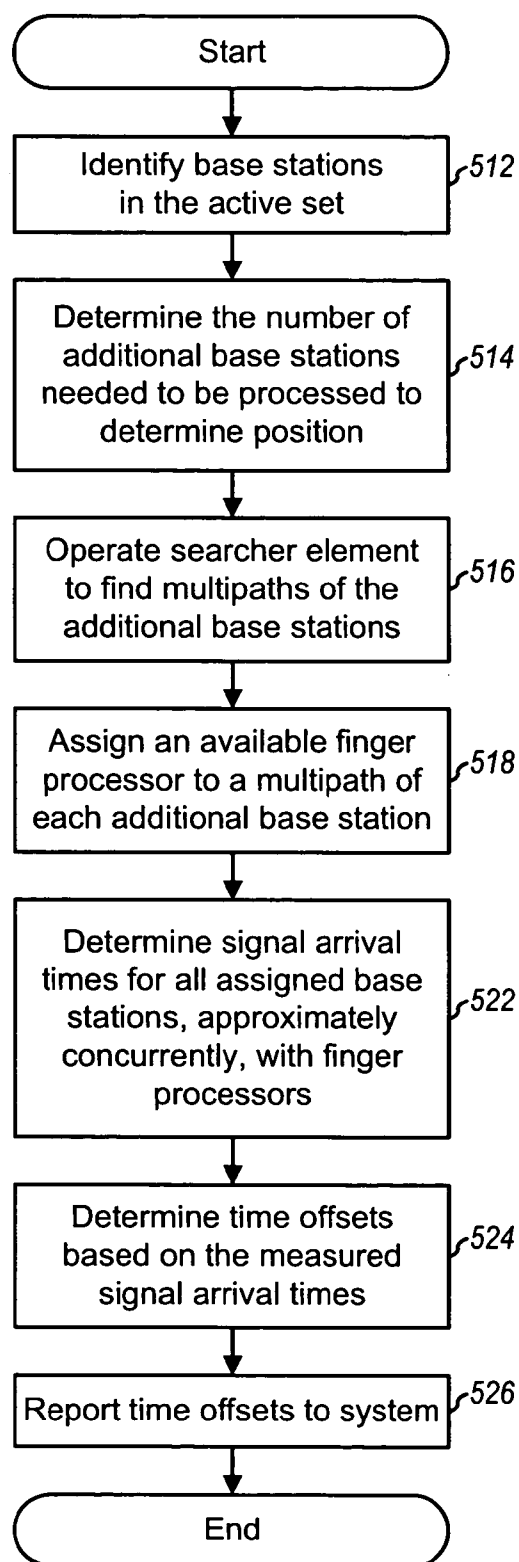 Start
Identify base stations
in the active set
512
Determine the number of
additional base stations
needed to be processed to
determine position
514
Operate searcher element
to find multipaths of the
additional base stations
516
Assign an available finger
processor to a multipath of
each additional base station
518
Determine signal arrival
times for all assigned base
stations, approximately
concurrently, with finger
processors
522
Determine time offsets
based on the measured
signal arrival times
524
Report time offsets to system
526
End